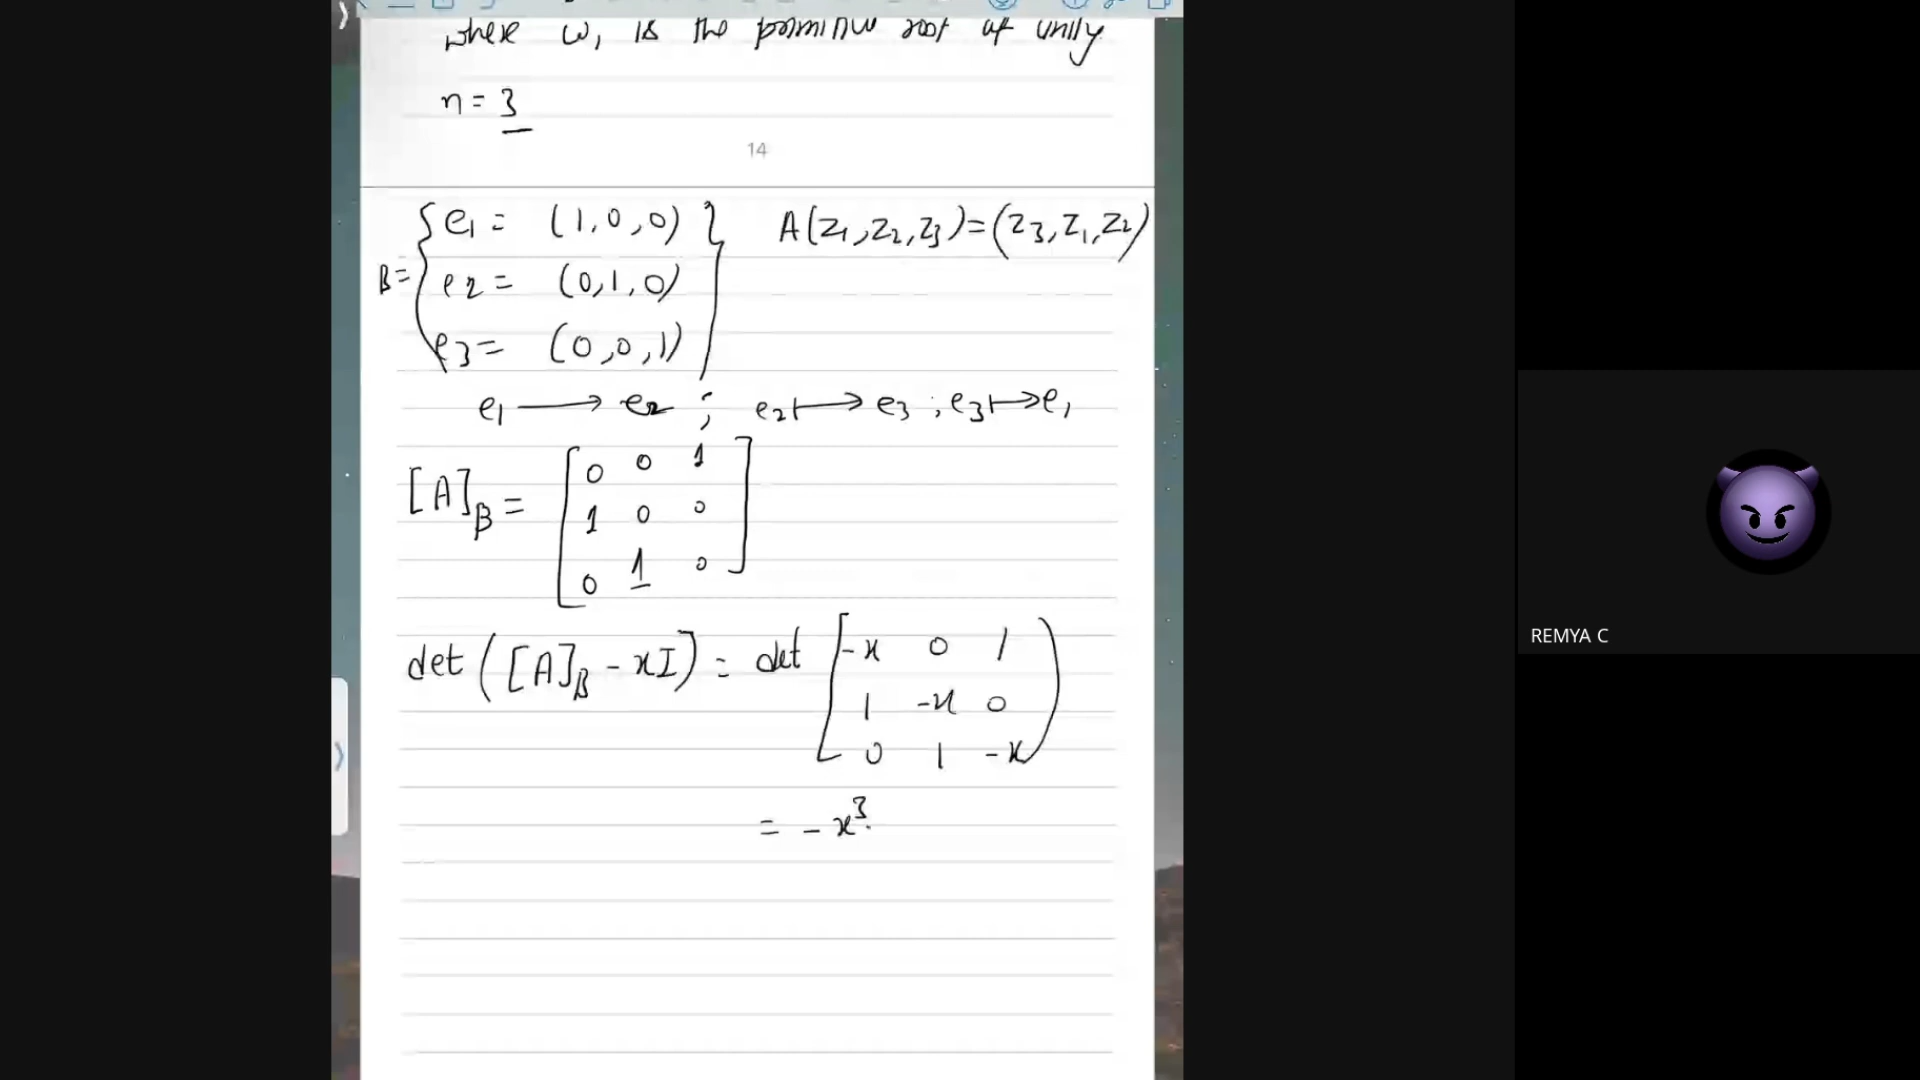 where ω, is the primitive root of unity
n = 3
14
B = { e1 = (1,0,0) } A(z1,z2,z3)=(z3,z1,z2)
e2 = (0,1,0)
e3 = (0,0,1)
e1 → e2 ; e2 ↦ e3 ; e3 ↦ e1
[A]β = [ 0 0 1
1 0 0
0 1 0 ]
det ([A]β - xI) = det [ -x 0 1
1 -x 0
0 1 -x )
= - x³
REMYA C